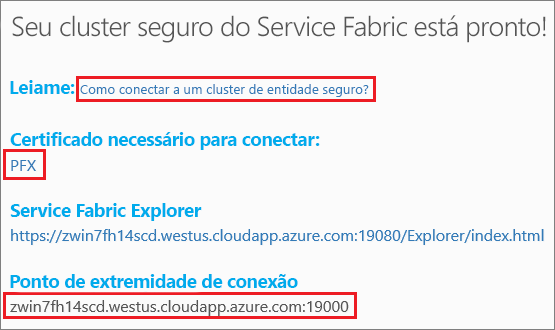 Seu cluster seguro do Service Fabric está pronto!
Leiame: Como conectar a um cluster de entidade seguro?
Certificado necessário para conectar:
PFX
Service Fabric Explorer
https://zwin7fh14scd.westus.cloudapp.azure.com:19080/Explorer/index.html
Ponto de extremidade de conexão
zwin7fh14scd.westus.cloudapp.azure.com:19000